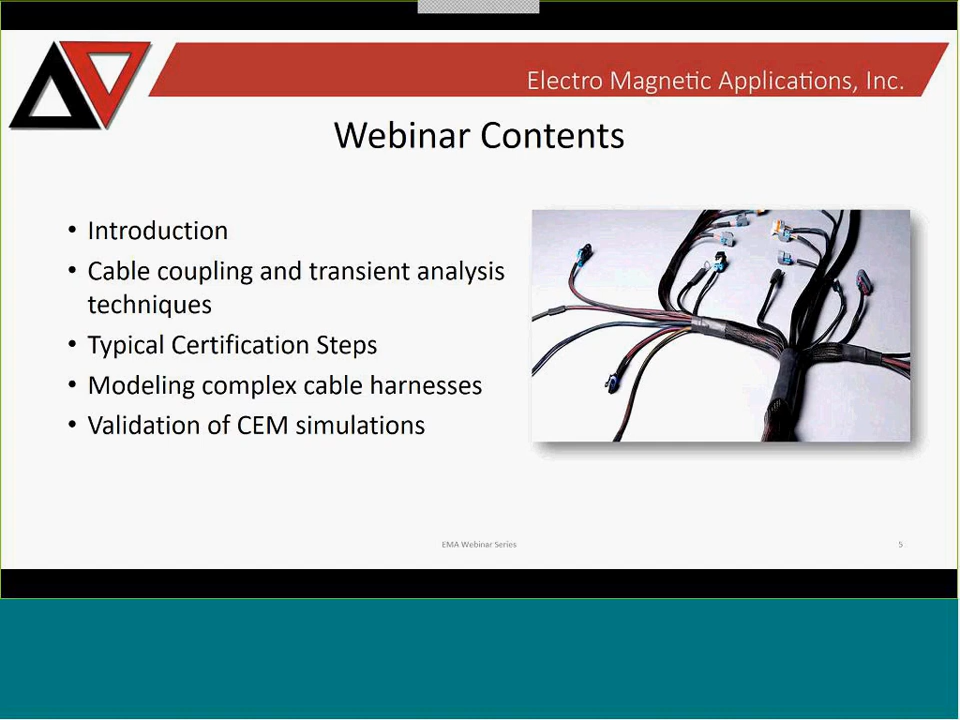 Electro Magnetic Applications, Inc.
Webinar Contents
• Introduction
• Cable coupling and transient analysis
techniques
• Typical Certification Steps
• Modeling complex cable harnesses
• Validation of CEM simulations
EMA Webinar Series
5